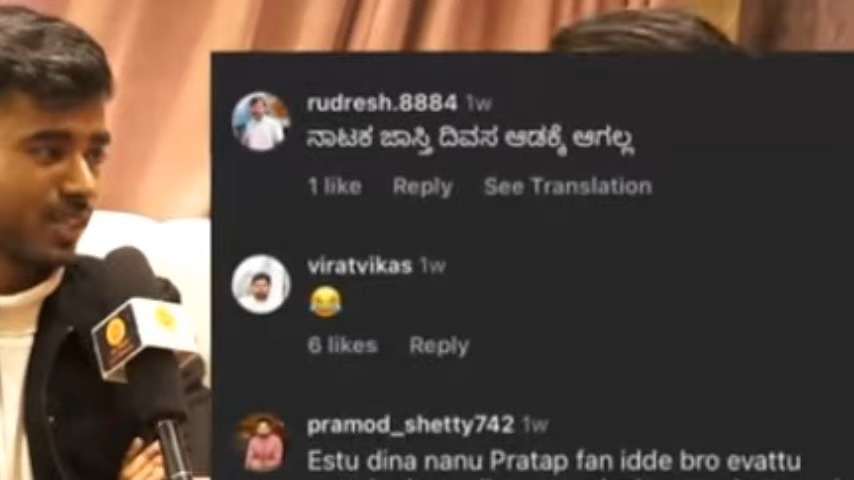 rudresh.8884 1w
ನಾಟಕ ಜಾಸ್ತಿ ದಿವಸ ಆಡಕ್ಕೆ ಆಗಲ್ಲ
1 like Reply See Translation
viratvikas 1w
😂
6 likes Reply
pramod_shetty742 1w
Estu dina nanu Pratap fan idde bro evattu